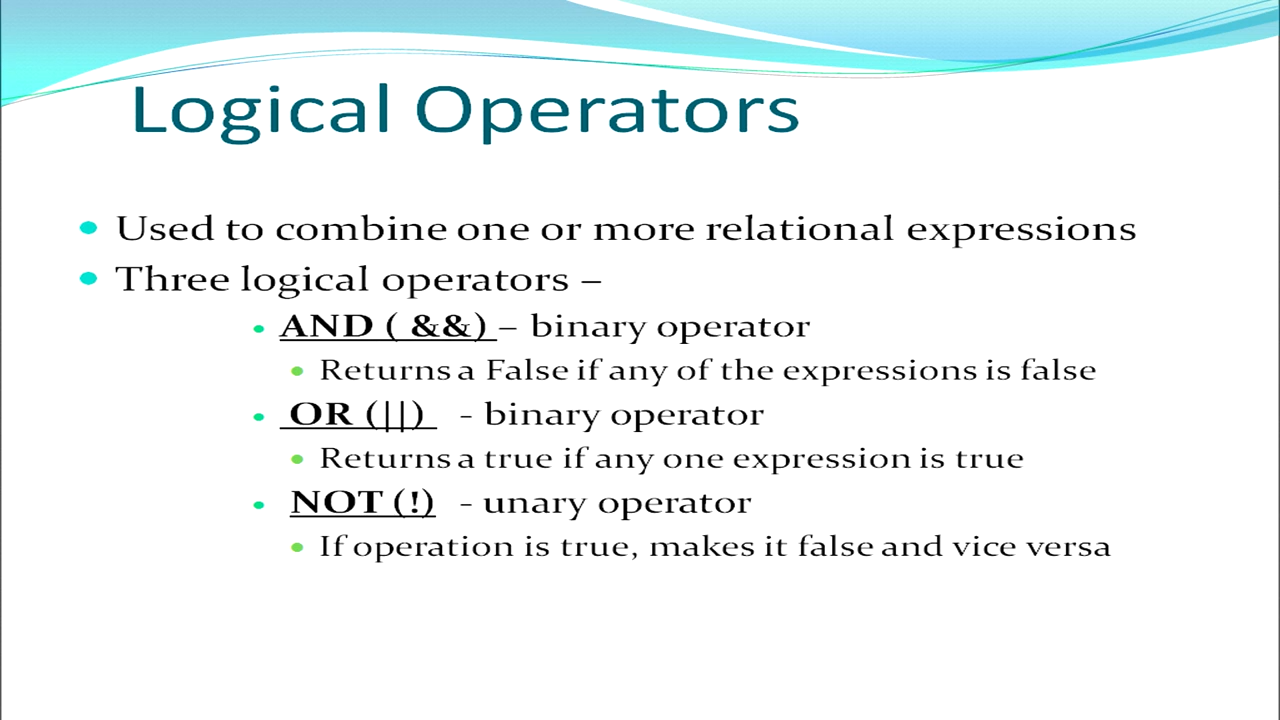 Logical Operators
Used to combine one or more relational expressions
Three logical operators –
AND ( &&) – binary operator
Returns a False if any of the expressions is false
OR (||) - binary operator
Returns a true if any one expression is true
NOT (!) - unary operator
If operation is true, makes it false and vice versa